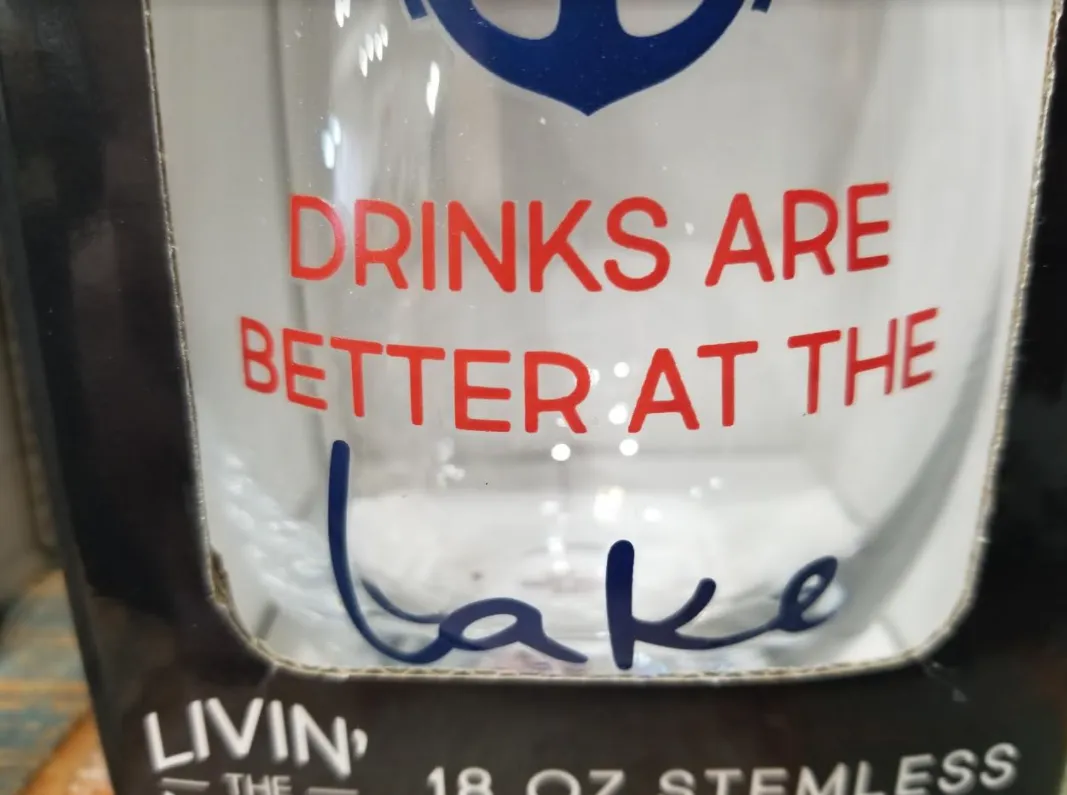 DRINKS ARE
BETTER AT THE
Lake
LIVIN'
THE
18 OZ STEMLESS